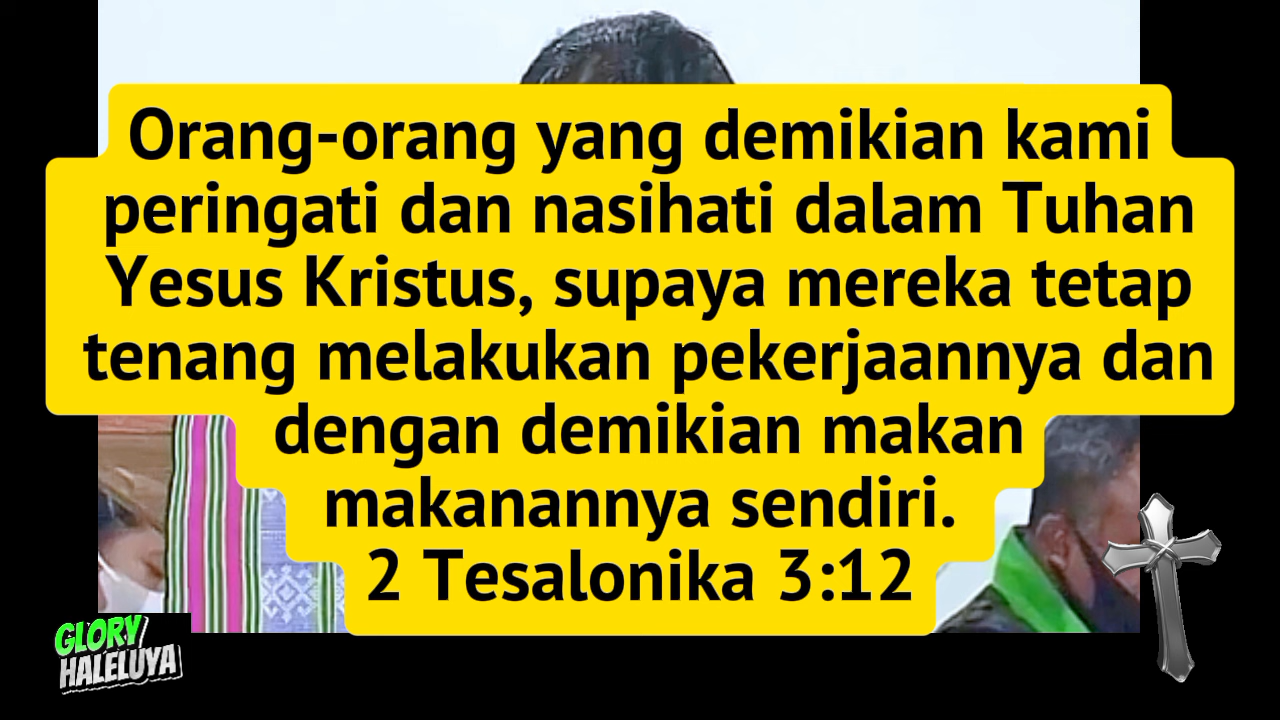 Orang-orang yang demikian kami
peringati dan nasihati dalam Tuhan
Yesus Kristus, supaya mereka tetap
tenang melakukan pekerjaannya dan
dengan demikian makan
makanannya sendiri.
2 Tesalonika 3:12
GLORY
HALELUYA